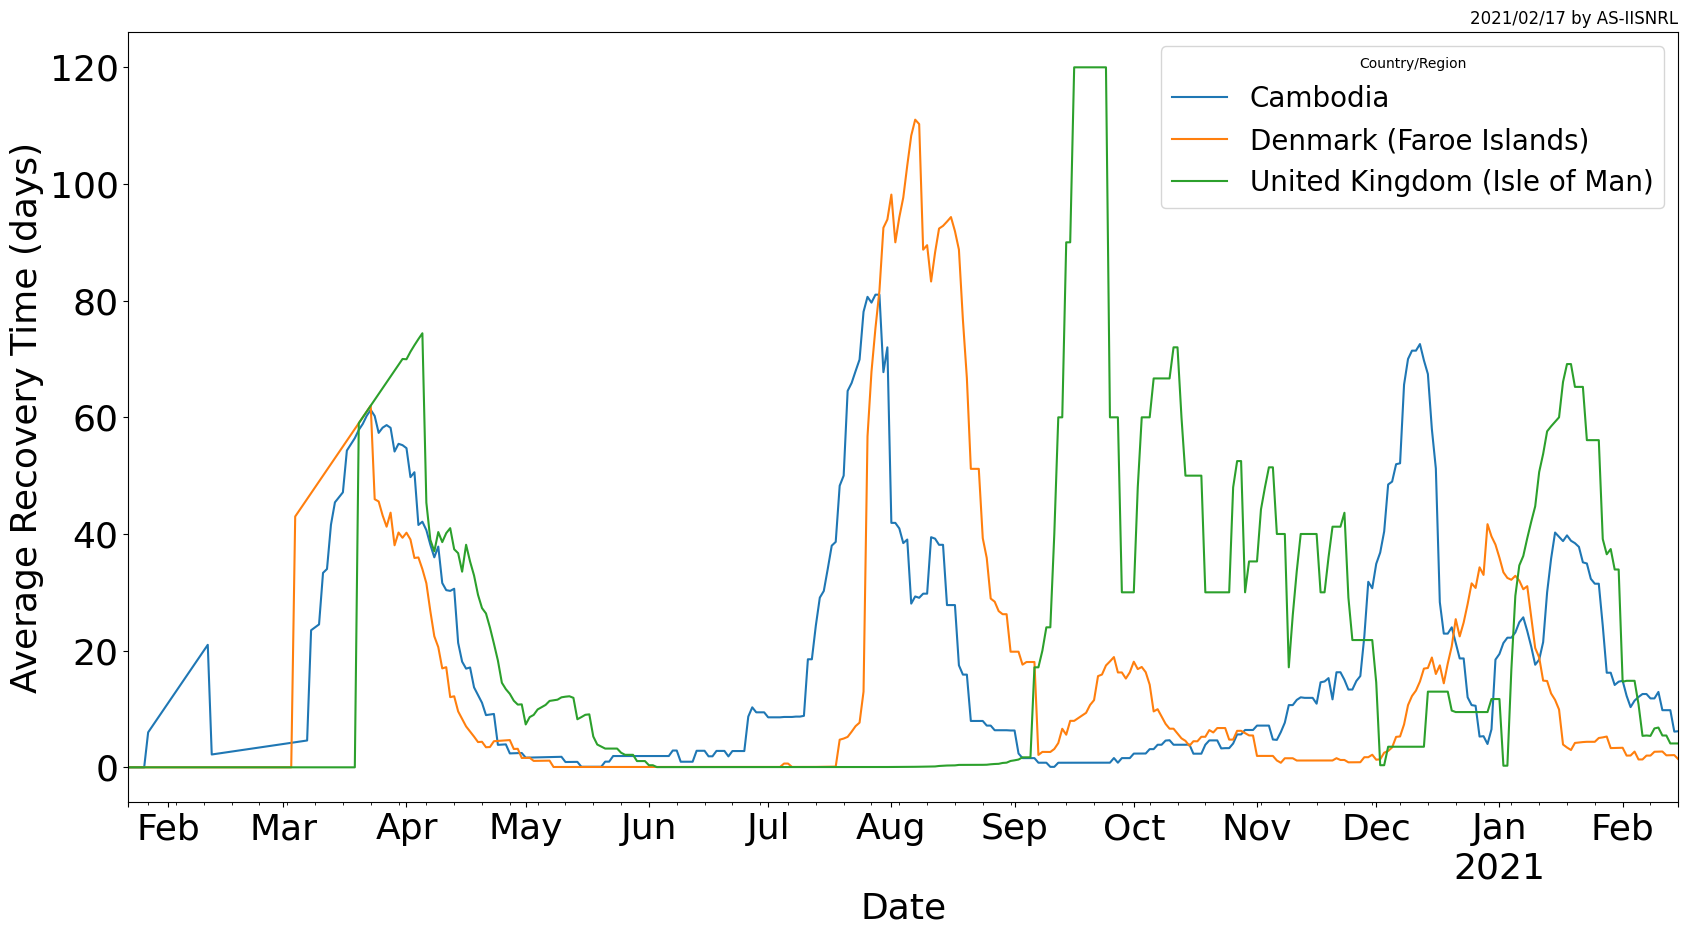 2021/02/17 by AS-IISNRL
Country/Region
Cambodia
Denmark (Faroe Islands)
United Kingdom (Isle of Man)
Average Recovery Time (days)
120
100
80
60
40
20
0
Feb Mar Apr May Jun Jul Aug Sep Oct Nov Dec Jan Feb
2021
Date